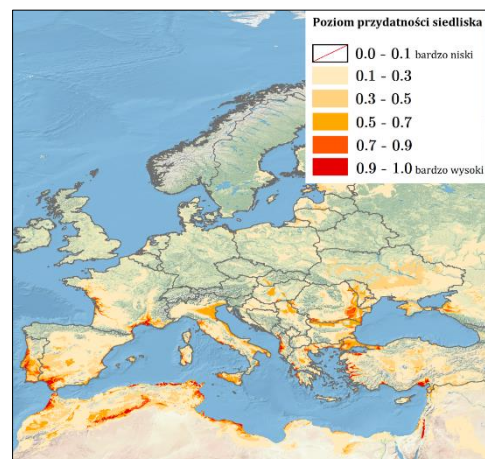 Poziom przydatności siedliska
0.0 - 0.1 bardzo niski
0.1 - 0.3
0.3 - 0.5
0.5 - 0.7
0.7 - 0.9
0.9 - 1.0 bardzo wysoki